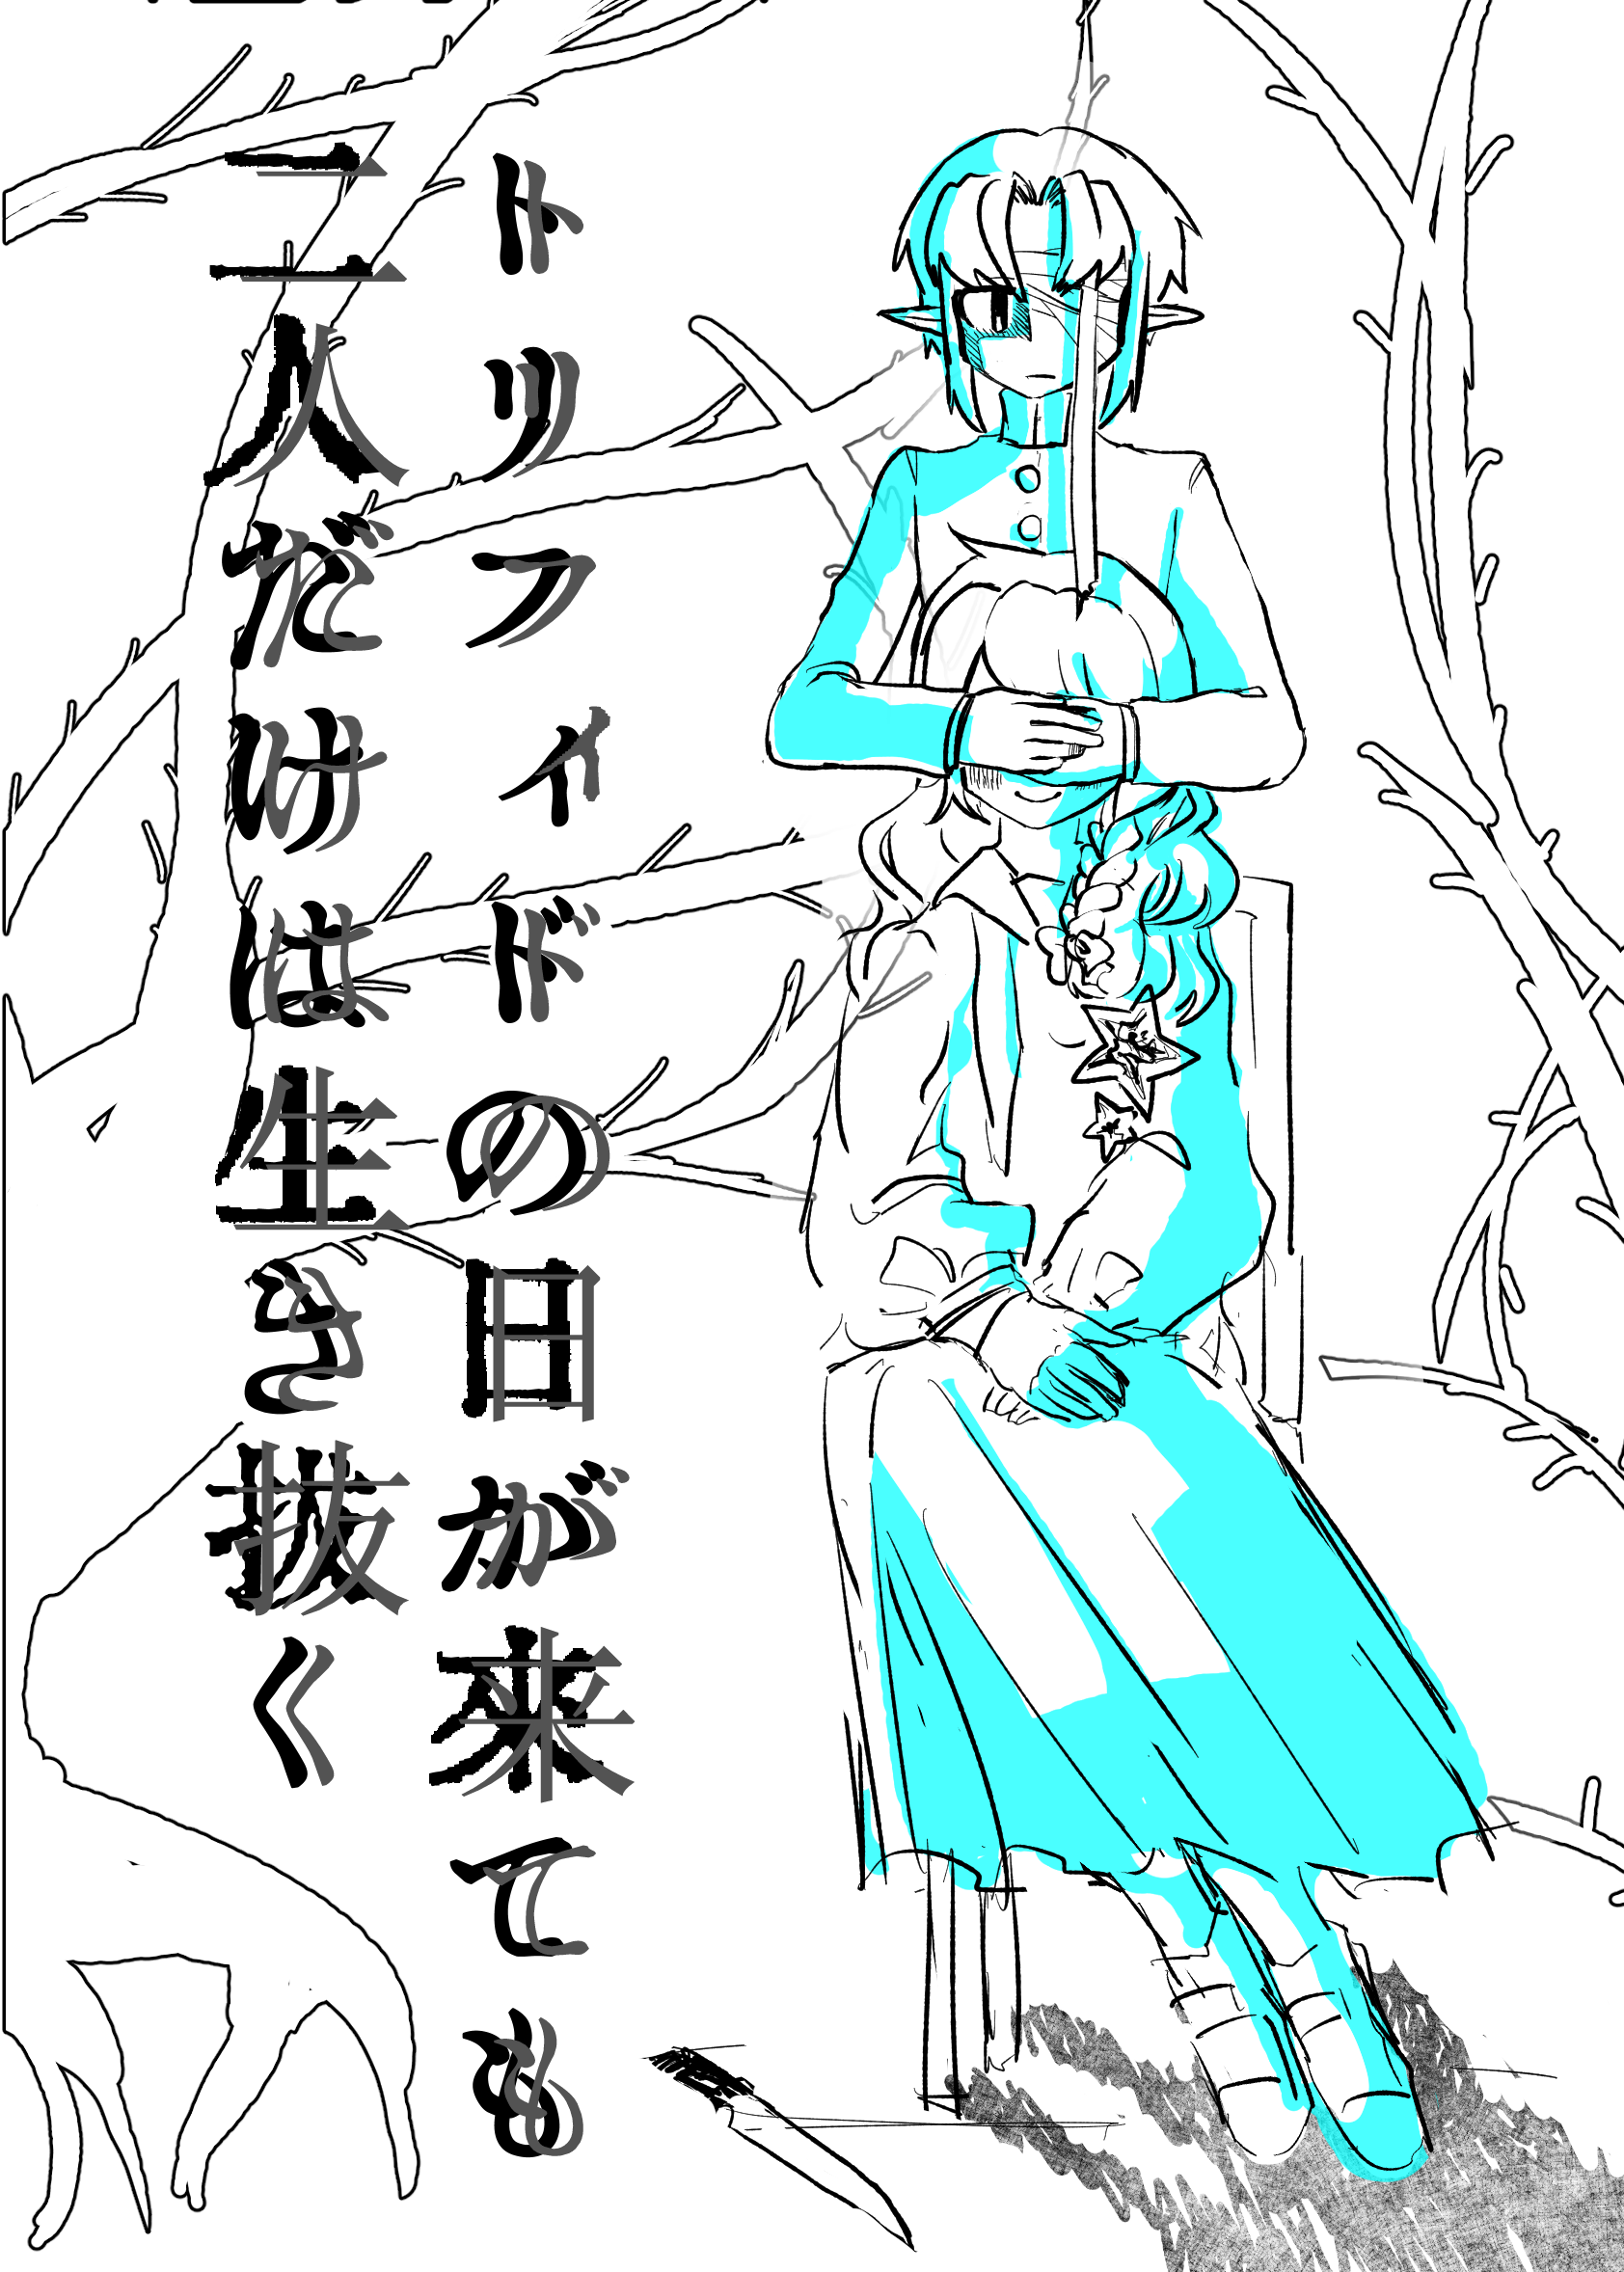 トリフィドの日が来ても
二人だけは生き抜く